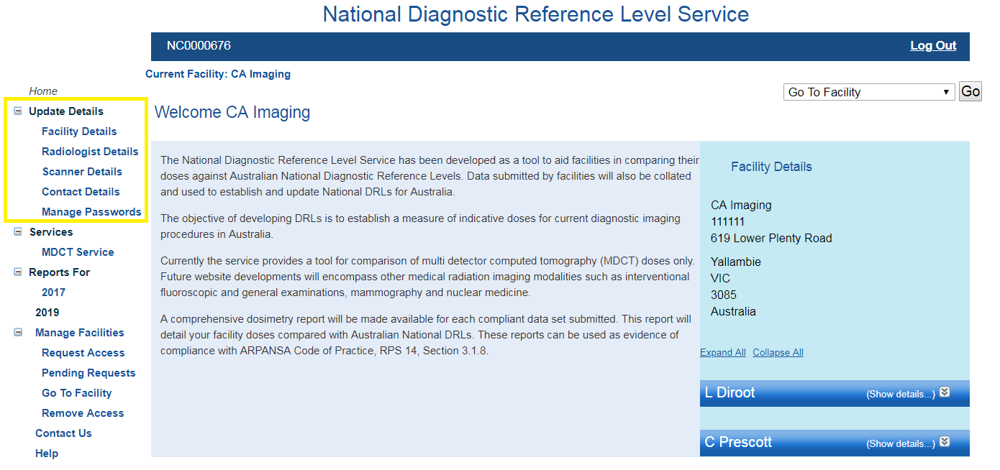 National Diagnostic Reference Level Service
NC0000676
Log Out
Current Facility: CA Imaging
Go To Facility
Go
Home
Update Details
Facility Details
Radiologist Details
Scanner Details
Contact Details
Manage Passwords
Services
MDCT Service
Reports For
2017
2019
Manage Facilities
Request Access
Pending Requests
Go To Facility
Remove Access
Contact Us
Help
Welcome CA Imaging
The National Diagnostic Reference Level Service has been developed as a tool to aid facilities in comparing their
doses against Australian National Diagnostic Reference Levels. Data submitted by facilities will also be collated
and used to establish and update National DRLs for Australia.
The objective of developing DRLs is to establish a measure of indicative doses for current diagnostic imaging
procedures in Australia.
Currently the service provides a tool for comparison of multi detector computed tomography (MDCT) doses only.
Future website developments will encompass other medical radiation imaging modalities such as interventional
fluoroscopic and general examinations, mammography and nuclear medicine.
A comprehensive dosimetry report will be made available for each compliant data set submitted. This report will
detail your facility doses compared with Australian National DRLs. These reports can be used as evidence of
compliance with ARPANSA Code of Practice, RPS 14, Section 3.1.8.
Facility Details
CA Imaging
111111
619 Lower Plenty Road
Yallambie
VIC
3085
Australia
Expand All Collapse All
L Diroot (Show details...)
C Prescott (Show details...)